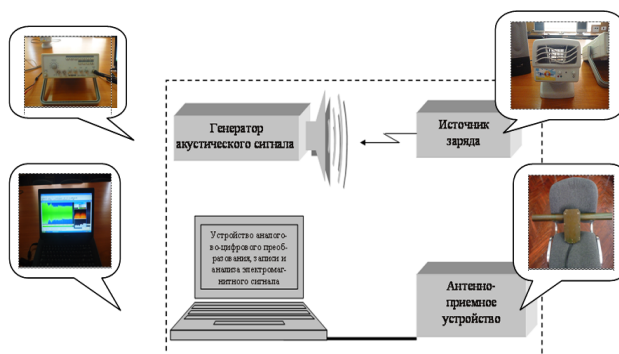 Генератор
акустического сигнала
Источник
заряда
Устройство аналого-
во-цифрового преоб-
разования, записи и
анализа электромаг-
нитного сигнала
Антенно-
приемное
устройство